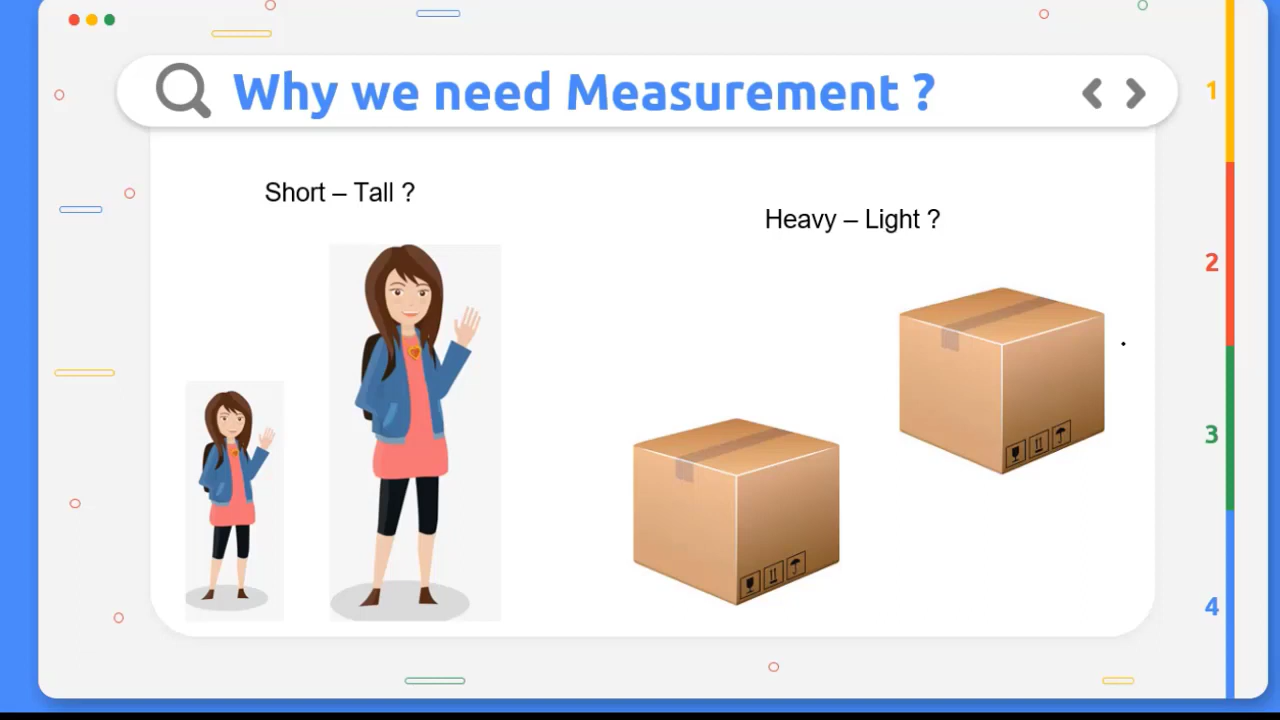 Why we need Measurement ?
Short – Tall ?
Heavy – Light ?
1
2
3
4